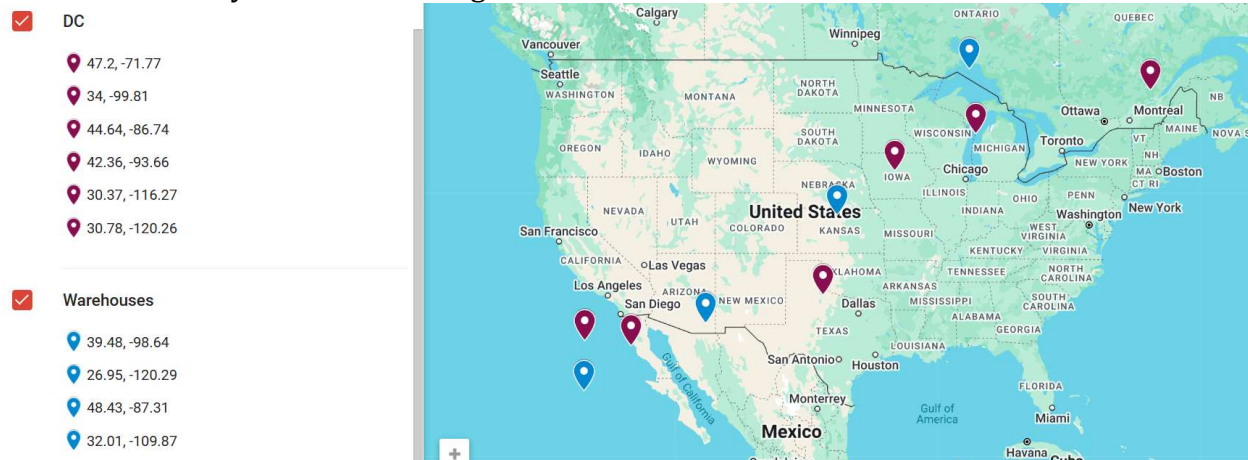 DC
47.2, -71.77
34, -99.81
44.64, -86.74
42.36, -93.66
30.37, -116.27
30.78, -120.26
Warehouses
39.48, -98.64
26.95, -120.29
48.43, -87.31
32.01, -109.87
Calgary
ONTARIO
QUEBEC
Winnipeg
Vancouver
Seattle
WASHINGTON
MONTANA
NORTH
DAKOTA
MINNESOTA
Ottawa
Montreal
NB
MAINE
NOVA S
SOUTH
DAKOTA
WISCONSIN
MICHIGAN
Toronto
VT
NH
OREGON
IDAHO
WYOMING
IOWA
Chicago
NEW YORK
MA
Boston
CT RI
NEBRASKA
ILLINOIS
INDIANA
OHIO
PENN
New York
NEVADA
UTAH
COLORADO
United States
KANSAS
MISSOURI
WEST
VIRGINIA
Washington
San Francisco
KENTUCKY
VIRGINIA
CALIFORNIA
Las Vegas
KLAHOMA
TENNESSEE
NORTH
CAROLINA
Los Angeles
ARIZONA
NEW MEXICO
ARKANSAS
San Diego
Dallas
MISSISSIPPI
SOUTH
CAROLINA
ALABAMA
TEXAS
GEORGIA
LOUISIANA
San Antonio
Houston
Gulf of California
FLORIDA
Monterrey
Gulf of
America
Miami
Mexico
Havana
Cuba
+